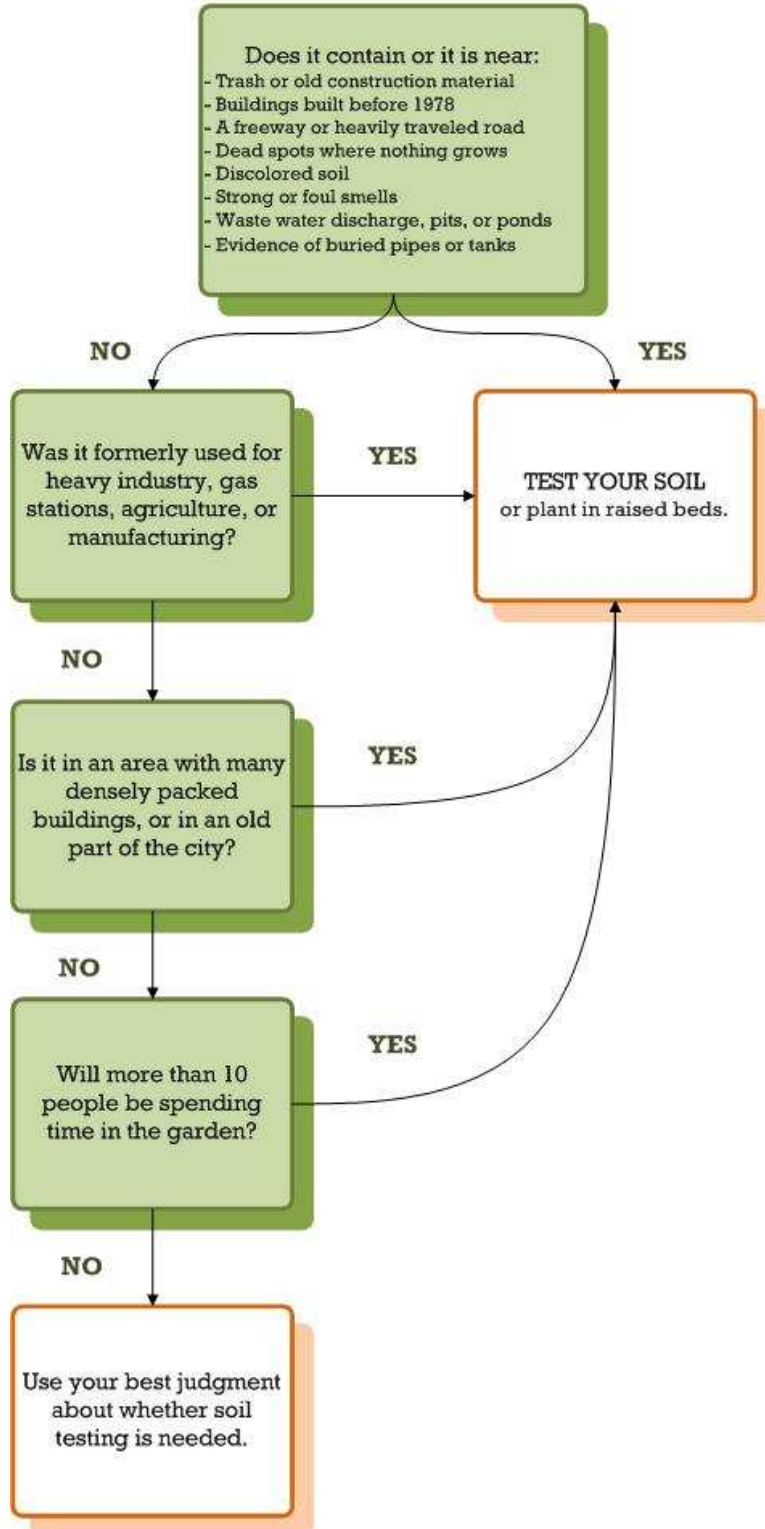 Does it contain or it is near:
- Trash or old construction material
- Buildings built before 1978
- A freeway or heavily traveled road
- Dead spots where nothing grows
- Discolored soil
- Strong or foul smells
- Waste water discharge, pits, or ponds
- Evidence of buried pipes or tanks
NO
YES
Was it formerly used for
heavy industry, gas
stations, agriculture, or
manufacturing?
YES
TEST YOUR SOIL
or plant in raised beds.
NO
Is it in an area with many
densely packed
buildings, or in an old
part of the city?
YES
NO
Will more than 10
people be spending
time in the garden?
YES
NO
Use your best judgment
about whether soil
testing is needed.